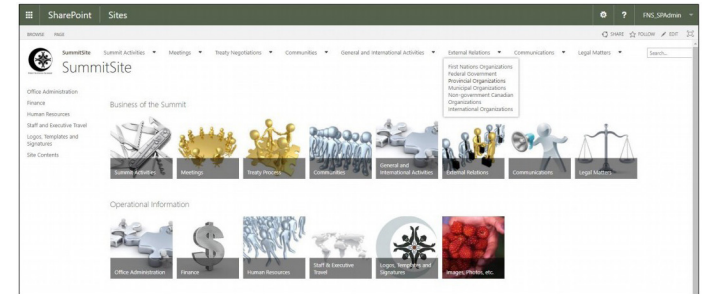 SharePoint Sites ? FNS_SPAdmin
BROWSE PAGE SHARE FOLLOW EDIT
SummitSite Summit Activities Meetings Treaty Negotiations Communities General and International Activities External Relations Communications Legal Matters Search...
SummitSite
First Nations Organizations
Federal Government
Provincial Organizations
Municipal Organizations
Non-government Canadian
Organizations
International Organizations
Office Administration
Finance
Human Resources
Staff and Executive Travel
Logos, Templates and
Signatures
Site Contents
Business of the Summit
Summit Activities
Meetings
Treaty Process
Communities
General and
International Activities
External Relations
Communications
Legal Matters
Operational Information
Office Administration
Finance
Human Resources
Staff & Executive
Travel
Logos, Templates and
Signatures
Images, Photos, etc.